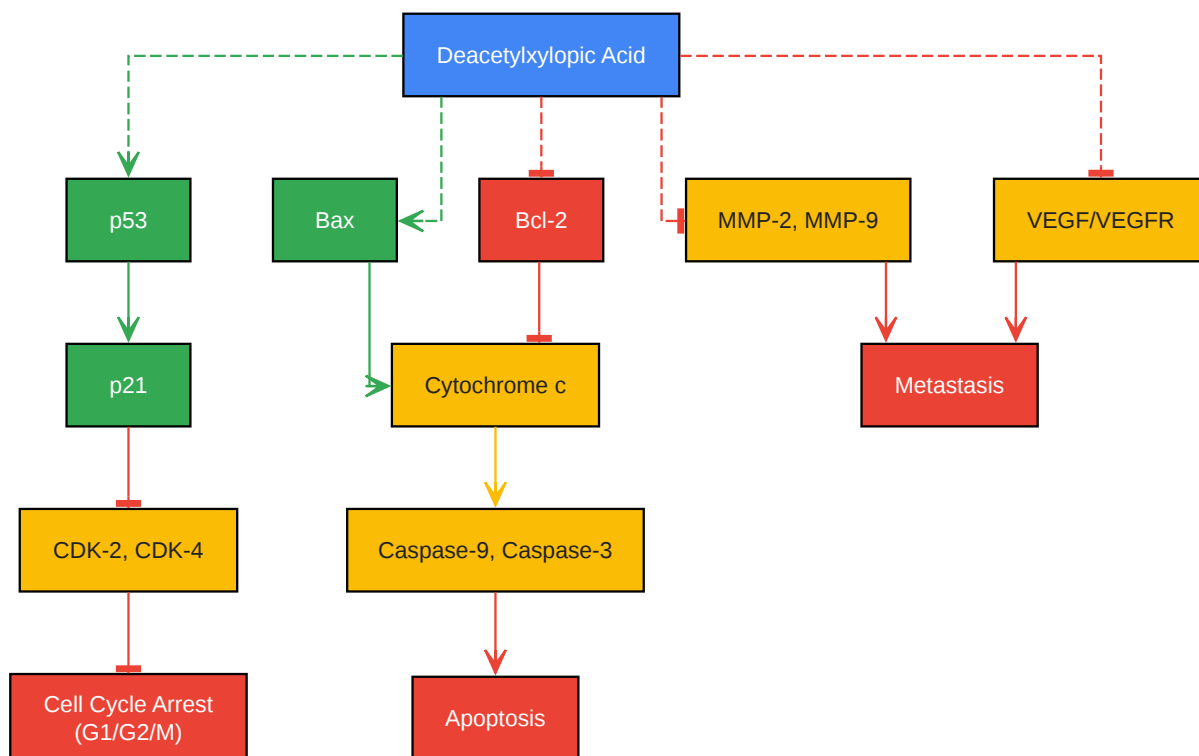 Deacetylxylopic Acid
p53
Bax
Bcl-2
MMP-2, MMP-9
VEGF/VEGFR
p21
Cytochrome c
Metastasis
CDK-2, CDK-4
Caspase-9, Caspase-3
Cell Cycle Arrest
(G1/G2/M)
Apoptosis